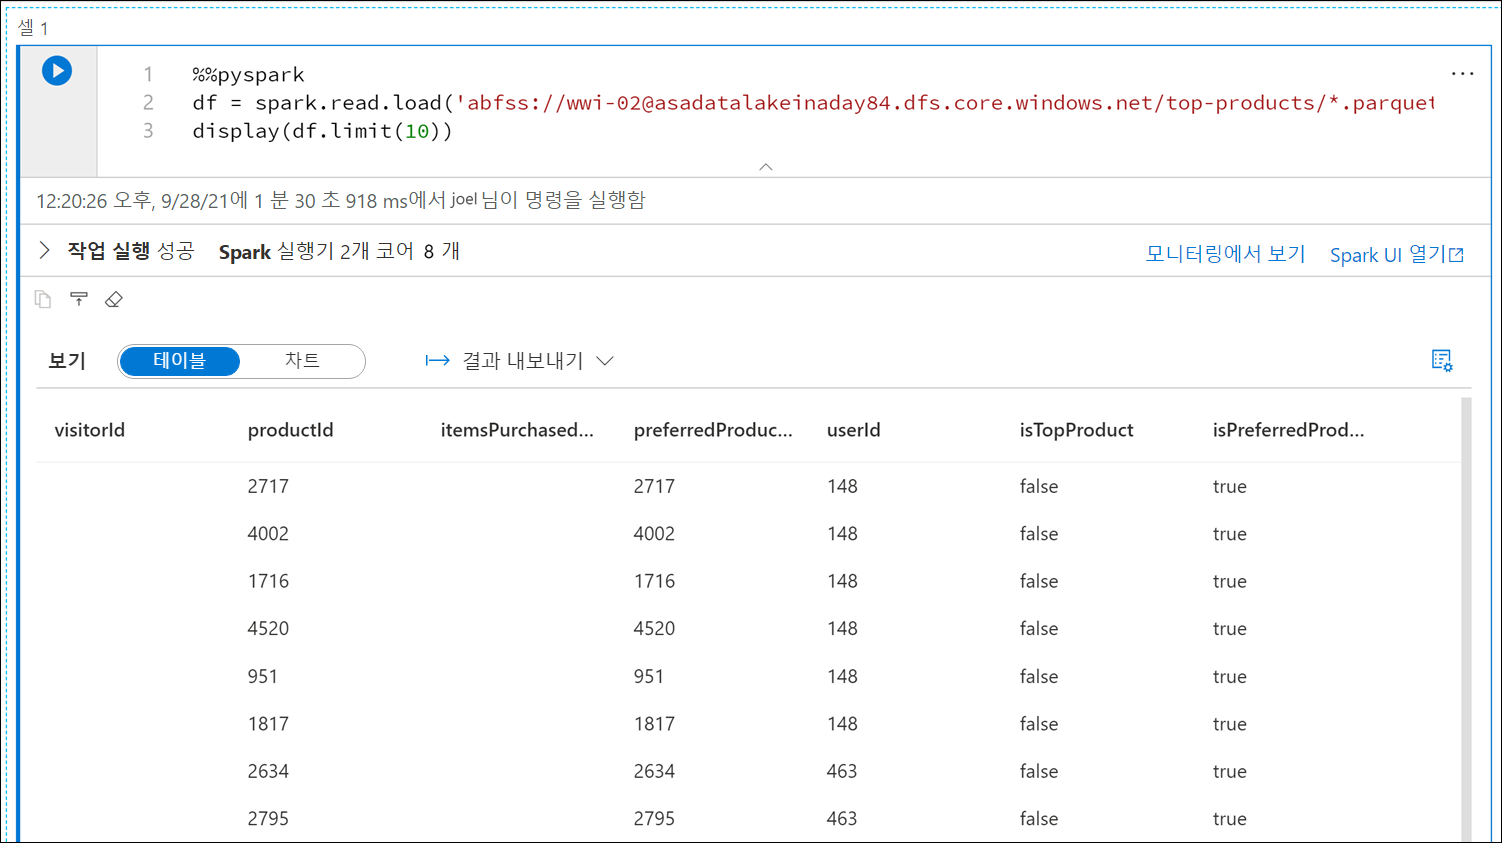 셀 1
1 %%pyspark
2 df = spark.read.load('abfss://wwi-02@asadatalakeinaday84.dfs.core.windows.net/top-products/*.parquet
3 display(df.limit(10))
...
12:20:26 오후, 9/28/21에 1 분 30 초 918 ms에서 joel 님이 명령을 실행함
작업 실행 성공 Spark 실행기 2개 코어 8 개 모니터링에서 보기 Spark UI 열기
보기 테이블 차트 결과 내보내기
visitorId productId itemsPurchased... preferredProduc... userId isTopProduct isPreferredProd...
2717 2717 148 false true
4002 4002 148 false true
1716 1716 148 false true
4520 4520 148 false true
951 951 148 false true
1817 1817 148 false true
2634 2634 463 false true
2795 2795 463 false true